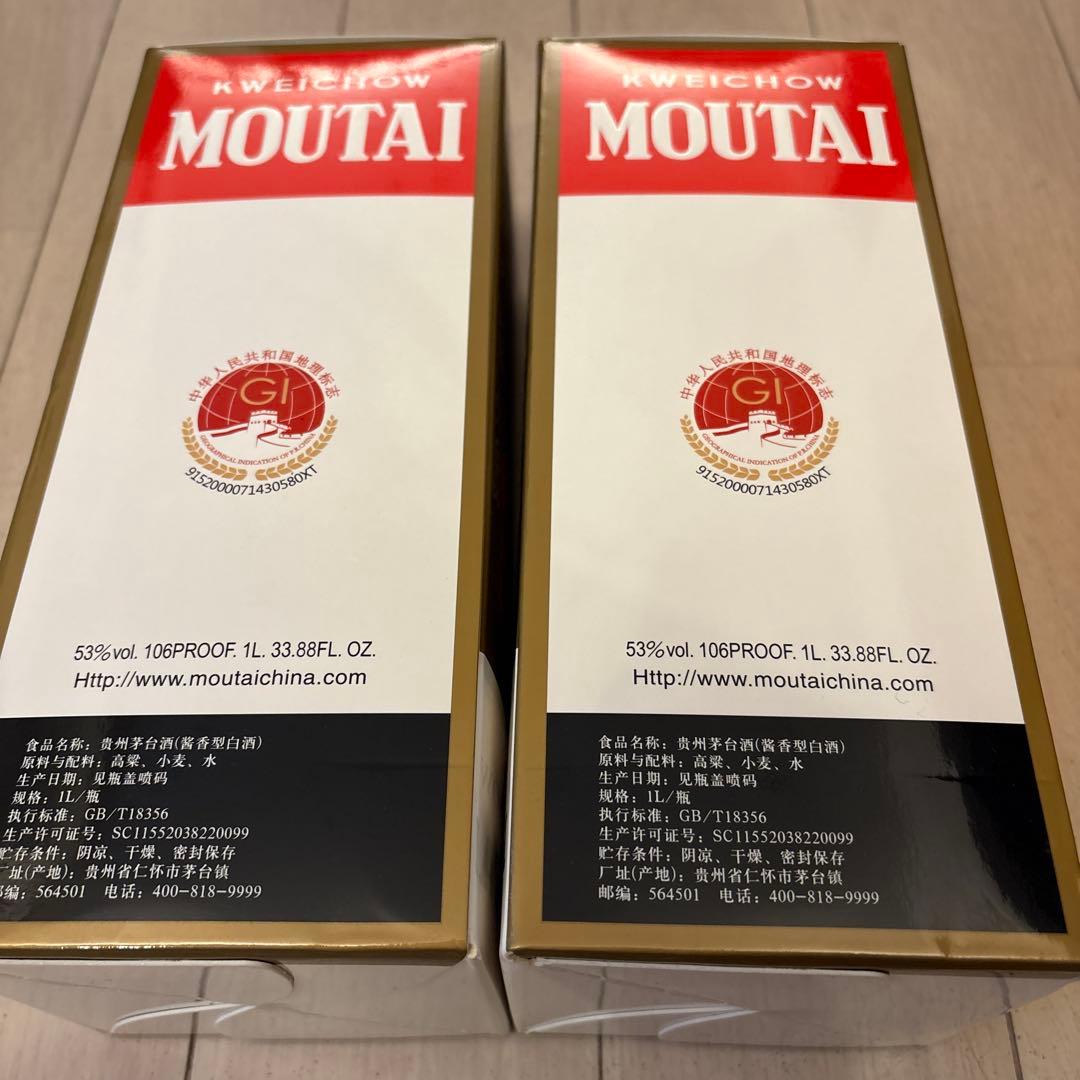 KWEICHOW
MOUTAI
中华人民共和国地理标志
GI
GEOGRAPHICAL INDICATION OF P.R.CHINA
9152000071430580XT
53%vol. 106PROOF. 1L. 33.88FL. OZ.
Http://www.moutaichina.com
食品名称：贵州茅台酒(酱香型白酒)
原料与配料：高粱、小麦、水
生产日期：见瓶盖喷码
规格：1L/瓶
执行标准：GB/T18356
生产许可证号：SC11552038220099
贮存条件：阴凉、干燥、密封保存
厂址(产地)：贵州省仁怀市茅台镇
邮编：564501 电话：400-818-9999
KWEICHOW
MOUTAI
中华人民共和国地理标志
GI
GEOGRAPHICAL INDICATION OF P.R.CHINA
9152000071430580XT
53%vol. 106PROOF. 1L. 33.88FL. OZ.
Http://www.moutaichina.com
食品名称：贵州茅台酒(酱香型白酒)
原料与配料：高粱、小麦、水
生产日期：见瓶盖喷码
规格：1L/瓶
执行标准：GB/T18356
生产许可证号：SC11552038220099
贮存条件：阴凉、干燥、密封保存
厂址(产地)：贵州省仁怀市茅台镇
邮编：564501 电话：400-818-9999